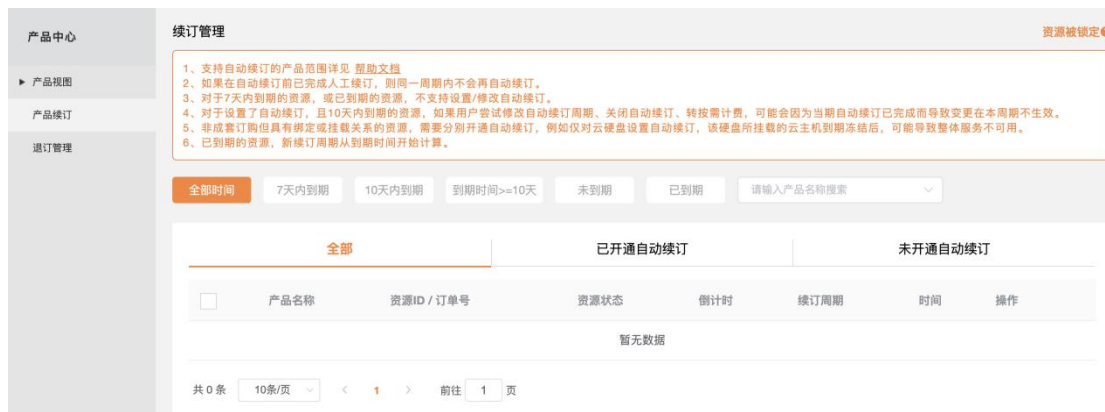 产品中心
▶ 产品视图
产品续订
退订管理
续订管理
资源被锁定
1、支持自动续订的产品范围详见 帮助文档
2、如果在自动续订前已完成人工续订，则同一周期内不会再自动续订。
3、对于7天内到期的资源，或已到期的资源，不支持设置/修改自动续订。
4、对于设置了自动续订，且10天内到期的资源，如果用户尝试修改自动续订周期、关闭自动续订、转按需计费，可能会因为当期自动续订已完成而导致变更在本周期不生效。
5、非成套订购但具有绑定或挂载关系的资源，需要分别开通自动续订，例如仅对云硬盘设置自动续订，该硬盘所挂载的云主机到期冻结后，可能导致整体服务不可用。
6、已到期的资源，新续订周期从到期时间开始计算。
全部时间 7天内到期 10天内到期 到期时间>=10天 未到期 已到期 请输入产品名称搜索
全部 已开通自动续订 未开通自动续订
产品名称 资源ID / 订单号 资源状态 倒计时 续订周期 时间 操作
暂无数据
共 0 条 10条/页 < 1 > 前往 1 页